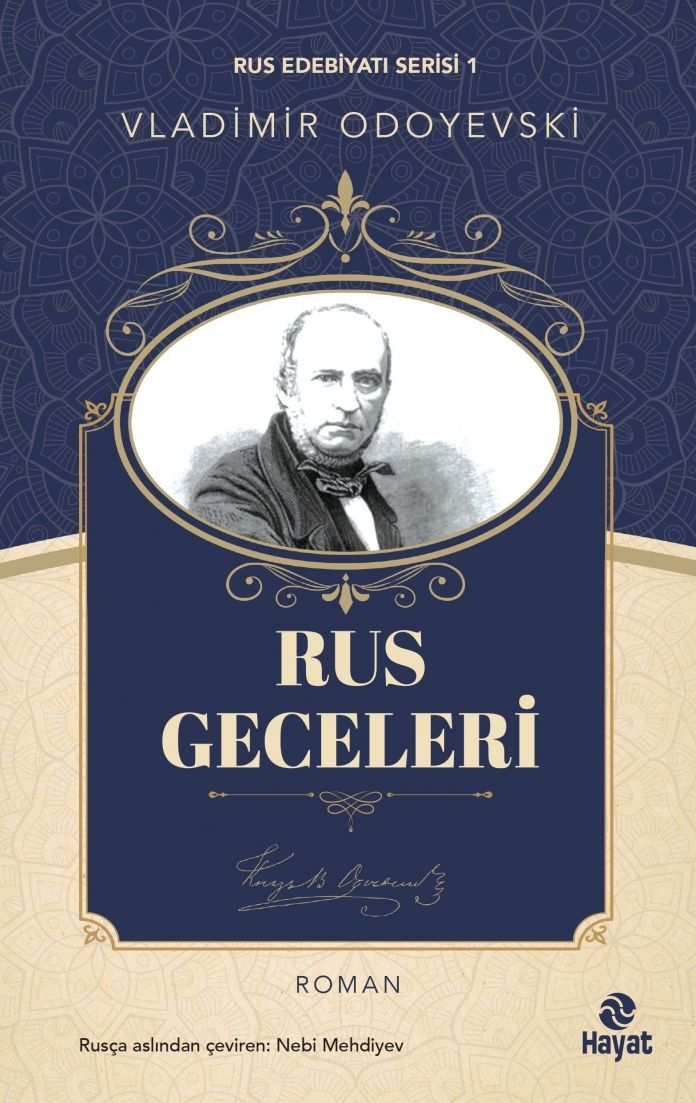 RUS EDEBİYATI SERİSİ 1
VLADİMİR ODOYEVSKİ
RUS
GECELERİ
ROMAN
Rusça aslından çeviren: Nebi Mehdiyev
Hayat